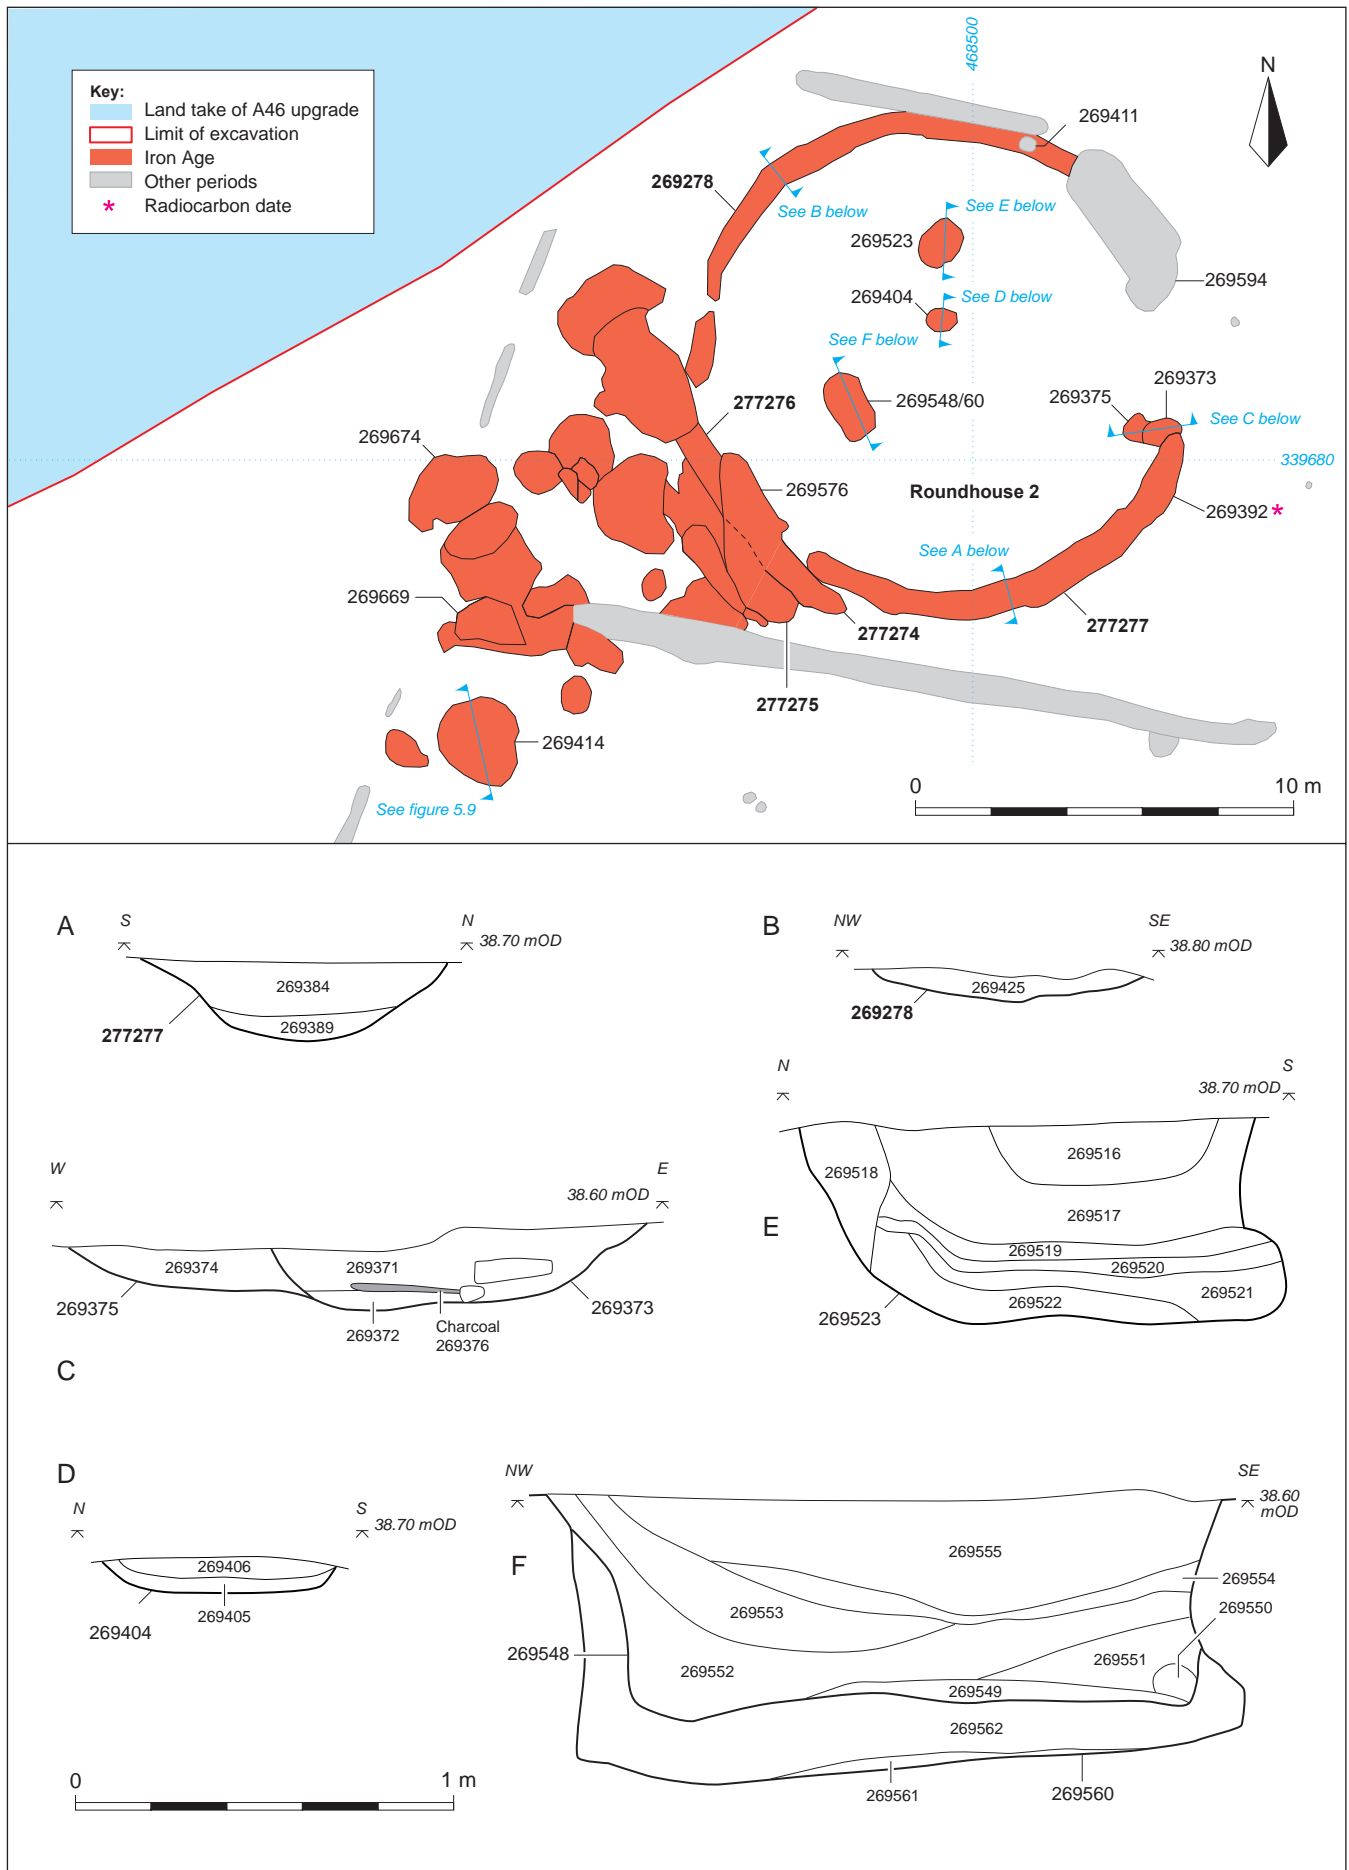 Key:
Land take of A46 upgrade
Limit of excavation
Iron Age
Other periods
* Radiocarbon date
468500
N
269411
269278
See B below
See E below
269523
269594
269404
See D below
See F below
269373
269375
277276
269548/60
See C below
269674
339680
269576
Roundhouse 2
269392 *
See A below
269669
277274
277277
277275
269414
See figure 5.9
0
10 m
A
S
N
38.70 mOD
269384
269389
277277
B
NW
SE
38.80 mOD
269425
269278
N
S
38.70 mOD
269516
269518
269517
E
269519
269520
269521
269522
269523
W
E
38.60 mOD
269374
269371
269375
269373
269372
Charcoal
269376
C
D
N
S
38.70 mOD
269406
269405
269404
NW
SE
38.60
mOD
F
269555
269554
269550
269553
269551
269548
269552
269549
269562
269561
269560
0
1 m